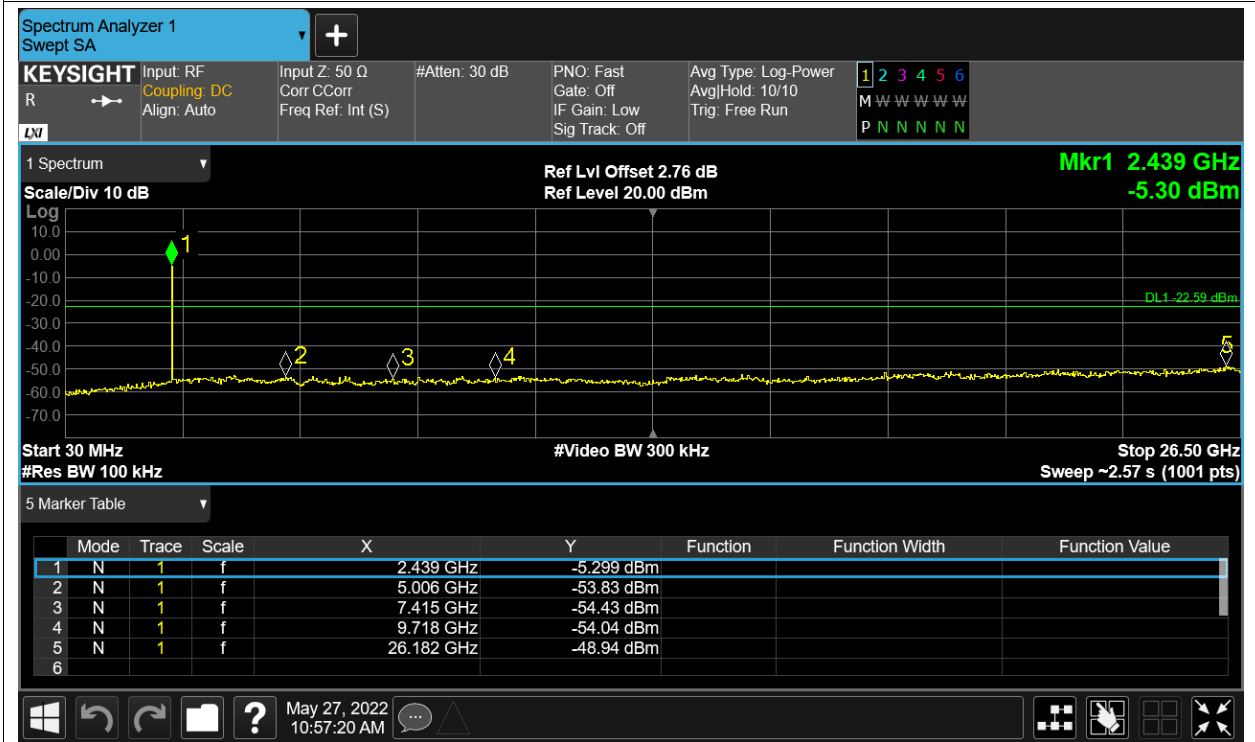 Spectrum Analyzer 1
Swept SA
KEYSIGHT
R
LXI
Input: RF
Coupling: DC
Align: Auto
Input Z: 50 Ω
Corr CCorr
Freq Ref: Int (S)
#Atten: 30 dB
PNO: Fast
Gate: Off
IF Gain: Low
Sig Track: Off
Avg Type: Log-Power
Avg|Hold: 10/10
Trig: Free Run
1 2 3 4 5 6
M W W W W W
P N N N N N
1 Spectrum
Scale/Div 10 dB
Ref Lvl Offset 2.76 dB
Ref Level 20.00 dBm
Mkr1 2.439 GHz
-5.30 dBm
Log
10.0
0.00
-10.0
-20.0
-30.0
-40.0
-50.0
-60.0
-70.0
1
2
3
4
5
DL1 -22.59 dBm
Start 30 MHz #Video BW 300 kHz Stop 26.50 GHz
#Res BW 100 kHz Sweep ~2.57 s (1001 pts)
5 Marker Table
Mode Trace Scale X Y Function Function Width Function Value
1 N 1 f 2.439 GHz -5.299 dBm
2 N 1 f 5.006 GHz -53.83 dBm
3 N 1 f 7.415 GHz -54.43 dBm
4 N 1 f 9.718 GHz -54.04 dBm
5 N 1 f 26.182 GHz -48.94 dBm
6
?
May 27, 2022
10:57:20 AM